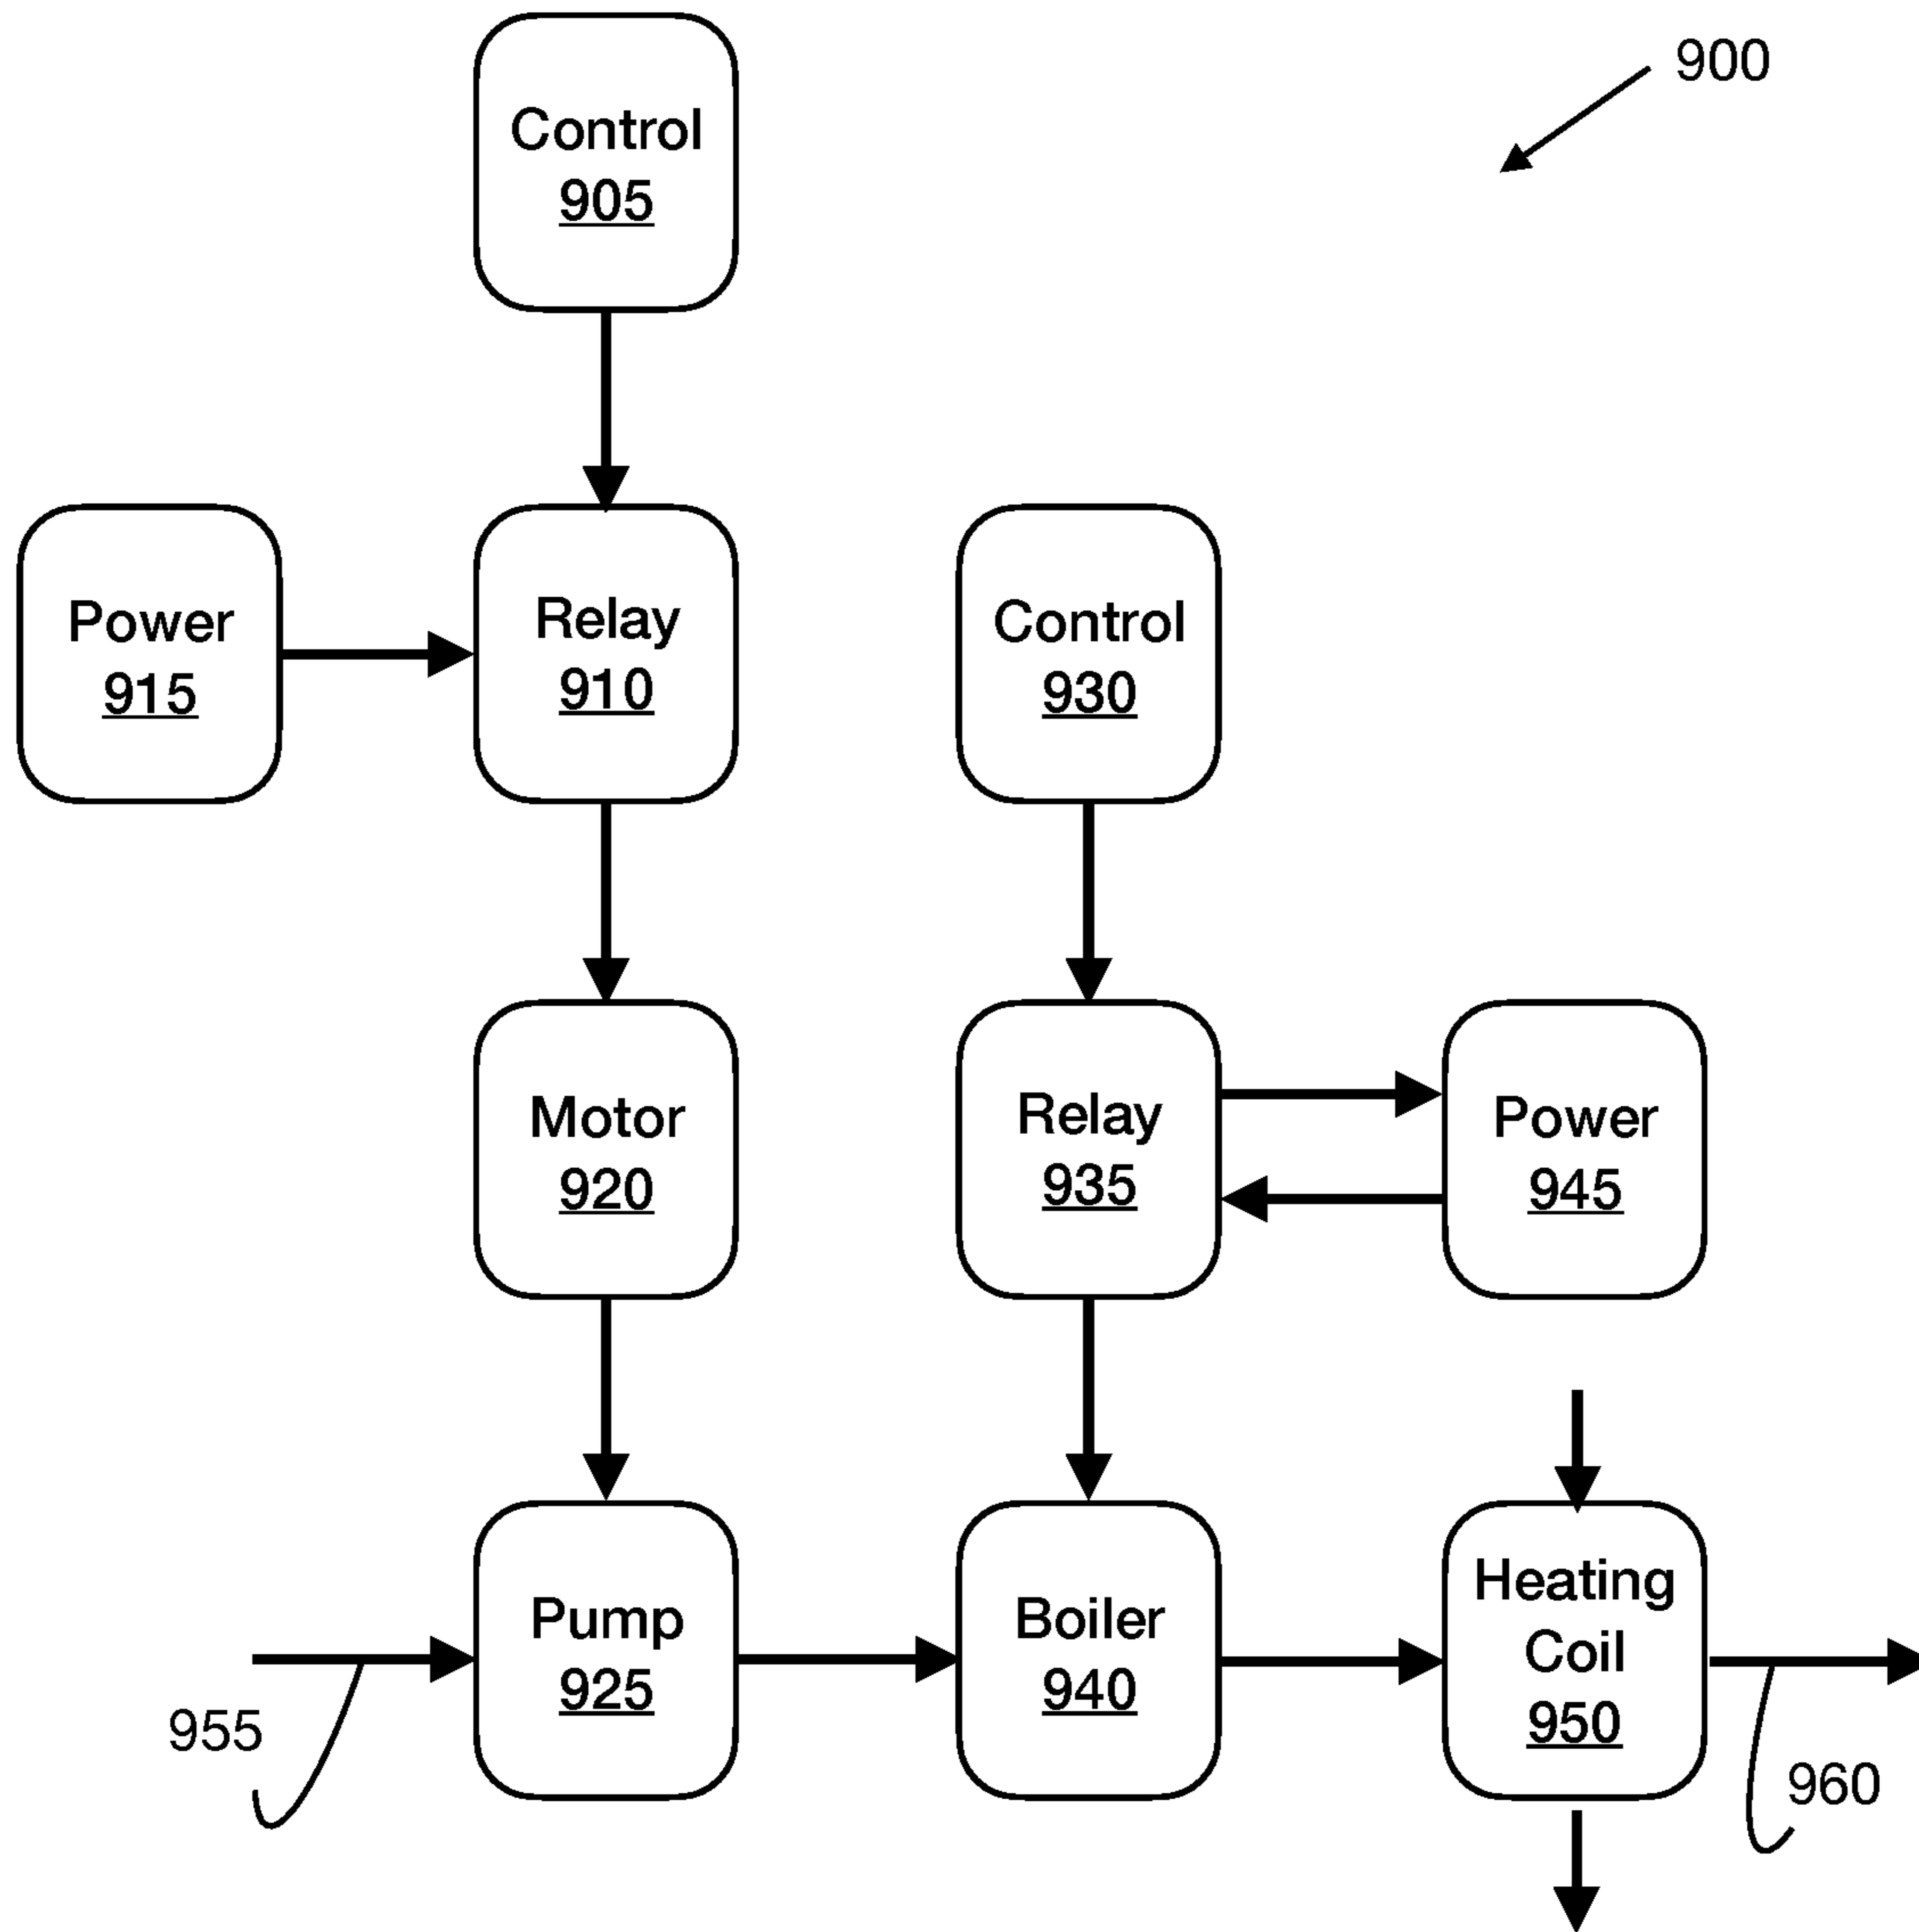 Control
905
900
Power
915
Relay
910
Control
930
Motor
920
Relay
935
Power
945
Pump
925
Boiler
940
Heating
Coil
950
955
960